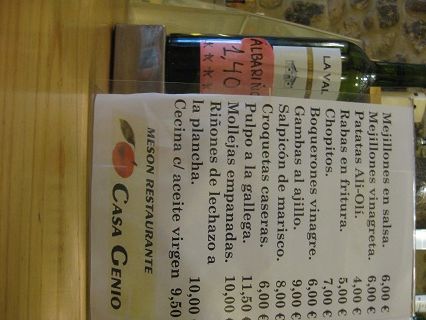 LA VAL
ALBARIÑ
1,40
Mejillones en salsa. 6,00 €
Mejillones vinagreta. 6,00 €
Patatas Ali-Oli. 4,00 €
Rabas en fritura. 5,00 €
Chopitos. 7,00 €
Boquerones vinagre. 6,00 €
Gambas al ajillo. 9,00 €
Salpicón de marisco. 8,00 €
Croquetas caseras. 6,00 €
Pulpo a la gallega. 11,50 €
Mollejas empanadas. 10,00 €
Riñones de lechazo a
la plancha. 10,00
Cecina c/ aceite virgen 9,50
MESON RESTAURANTE
CASA GENIO